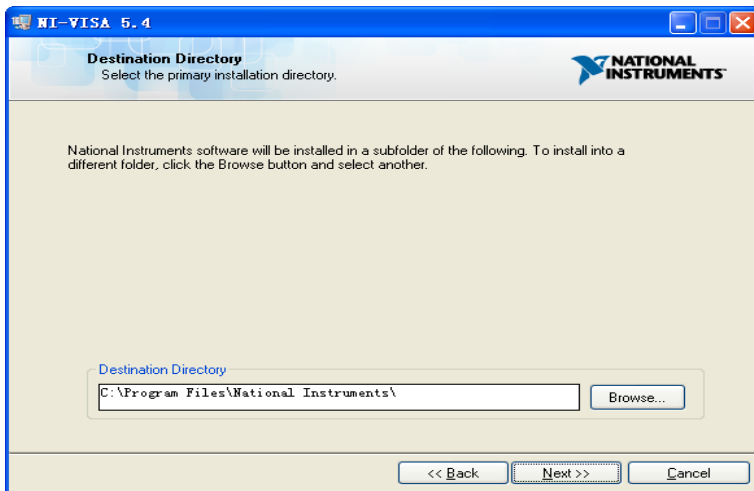 NI-VISA 5.4
Destination Directory
Select the primary installation directory.
NATIONAL
INSTRUMENTS™
National Instruments software will be installed in a subfolder of the following. To install into a
different folder, click the Browse button and select another.
Destination Directory
C:\Program Files\National Instruments\
Browse...
<< Back
Next >>
Cancel